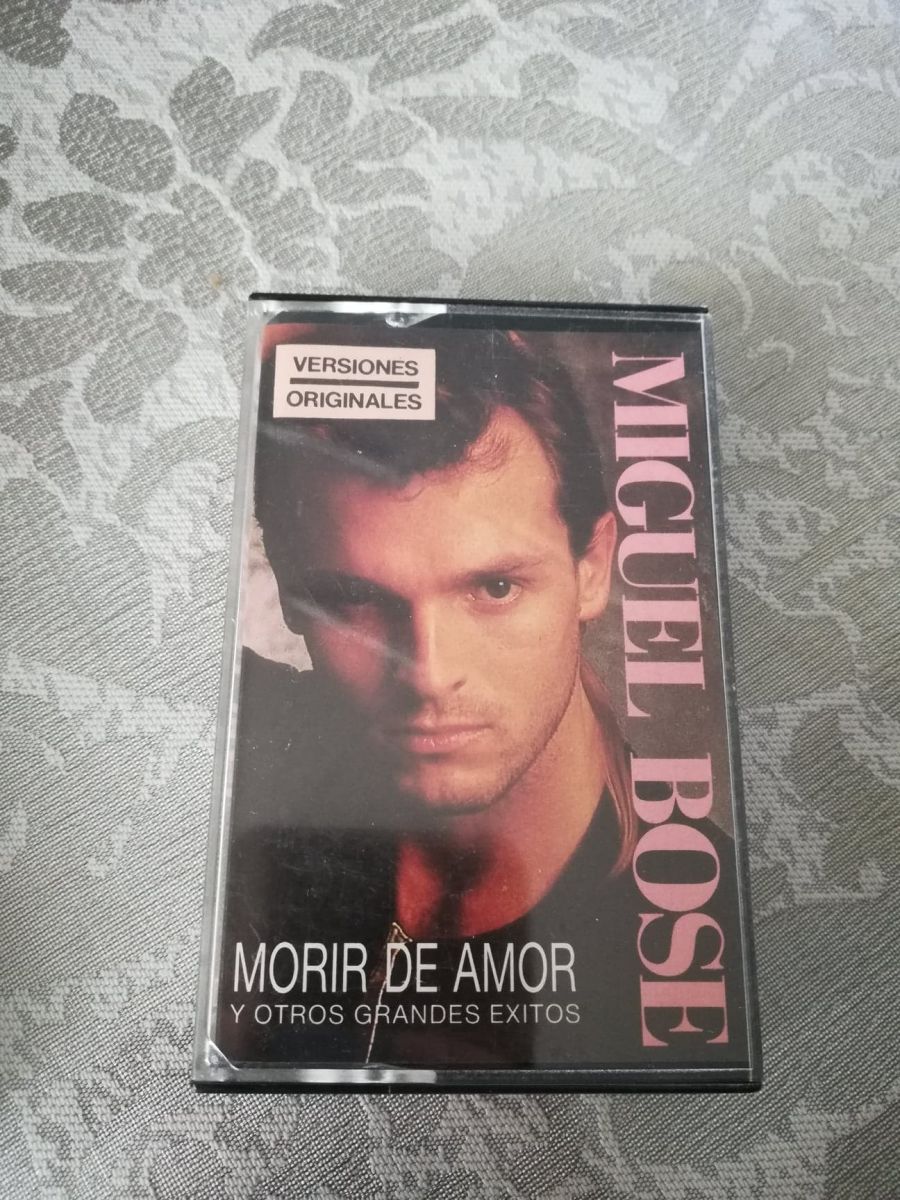 VERSIONES
ORIGINALES
MIGUEL BOSE
MORIR DE AMOR
Y OTROS GRANDES EXITOS